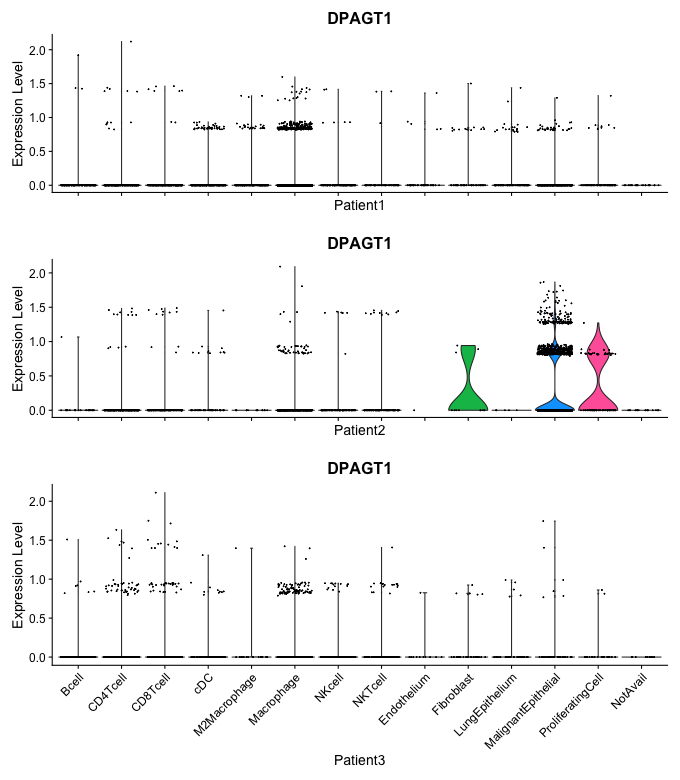 DPAGT1
Expression Level
2.0
1.5
1.0
0.5
0.0
Patient1
DPAGT1
Expression Level
2.0
1.5
1.0
0.5
0.0
Patient2
DPAGT1
Expression Level
2.0
1.5
1.0
0.5
0.0
Bcell
CD4Tcell
CD8Tcell
cDC
M2Macrophage
Macrophage
NKcell
NKTcell
Endothelium
Fibroblast
LungEpithelium
MalignantEpithelial
ProliferatingCell
NotAvail
Patient3